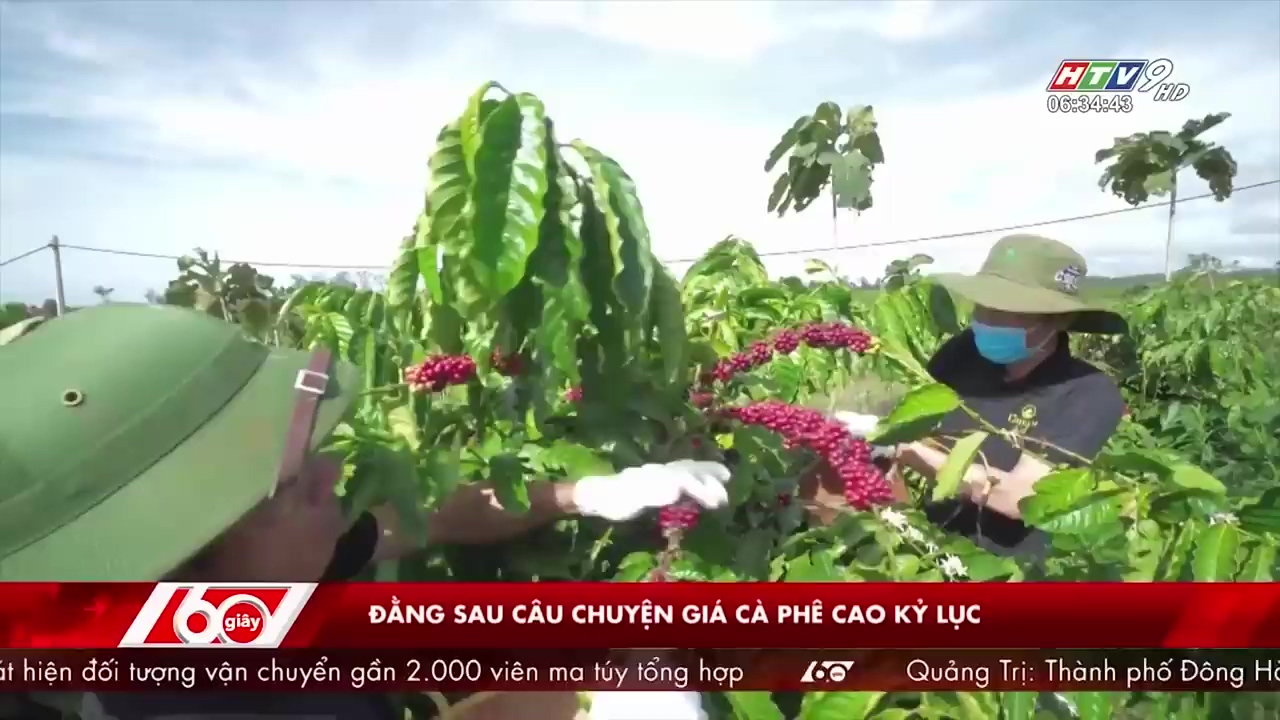 HTV9 HD
06:34:43
60 giây
ĐẰNG SAU CÂU CHUYỆN GIÁ CÀ PHÊ CAO KỶ LỤC
át hiện đối tượng vận chuyển gần 2.000 viên ma túy tổng hợp 60 Quảng Trị: Thành phố Đông H